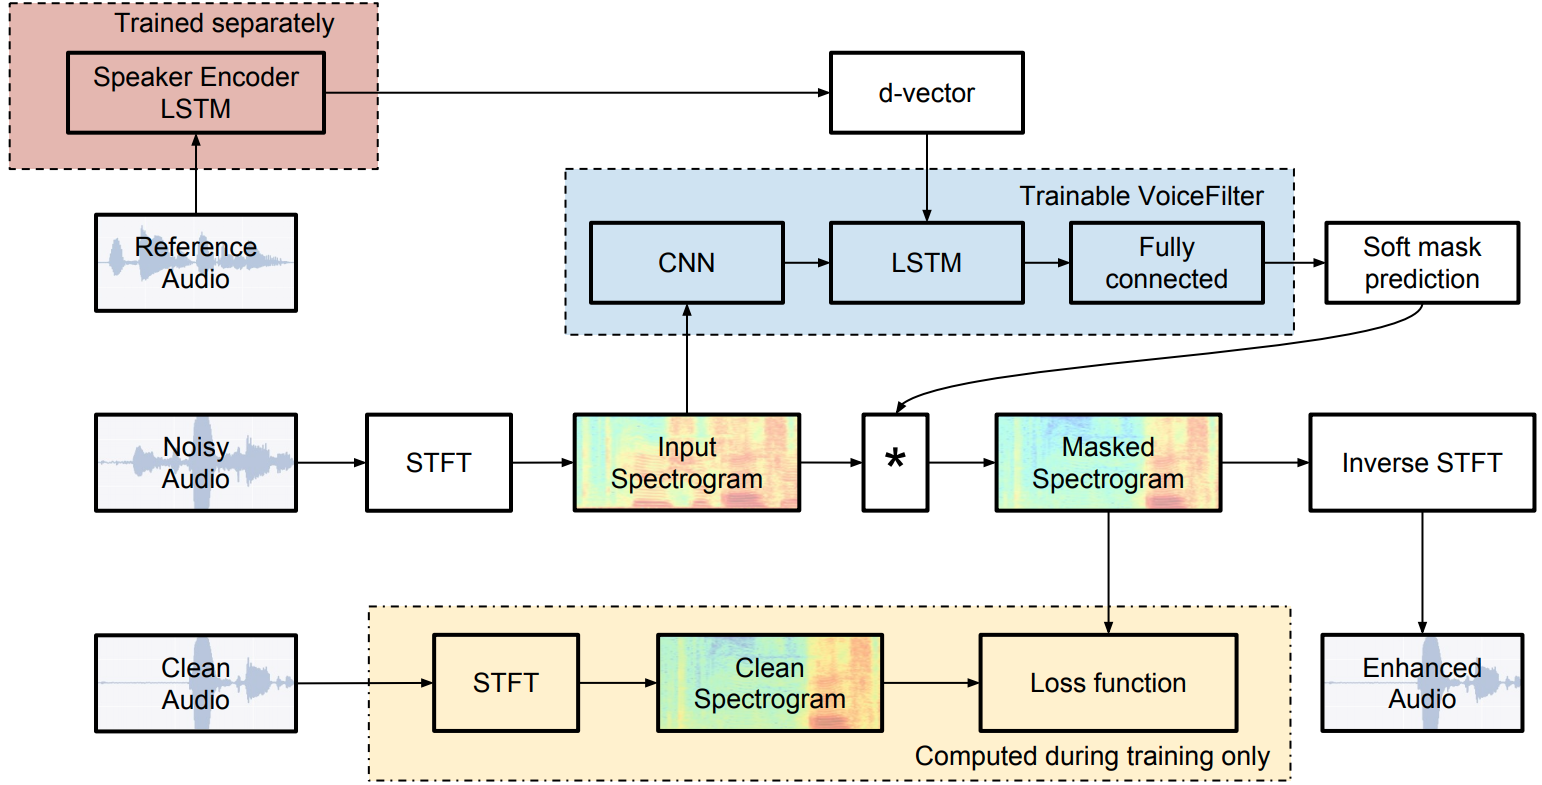 Trained separately
Speaker Encoder
LSTM
d-vector
Trainable VoiceFilter
Reference
Audio
CNN
LSTM
Fully
connected
Soft mask
prediction
Noisy
Audio
STFT
Input
Spectrogram
*
Masked
Spectrogram
Inverse STFT
Clean
Audio
STFT
Clean
Spectrogram
Loss function
Enhanced
Audio
Computed during training only